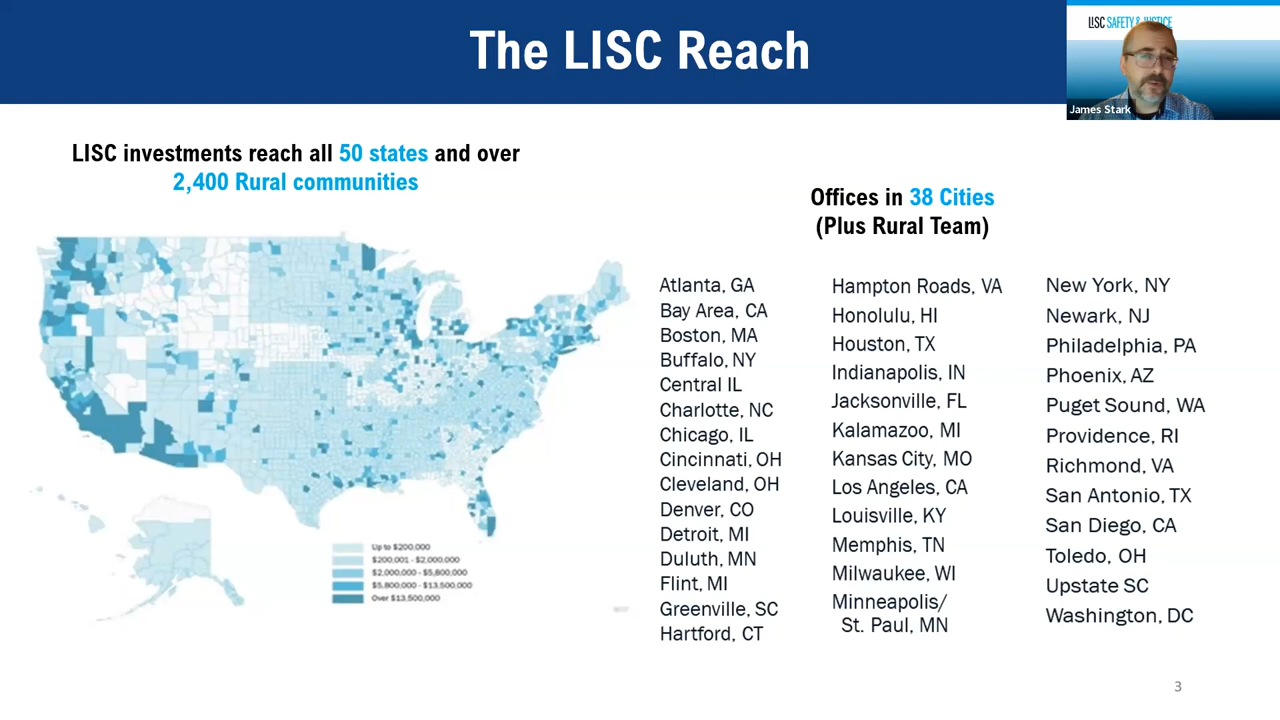 The LISC Reach
LISC SAFETY & JUSTICE
James Stark
LISC investments reach all 50 states and over
2,400 Rural communities
Up to $200,000
$200,001 - $2,000,000
$2,000,000 - $5,800,000
$5,800,000 - $13,500,000
Over $13,500,000
Offices in 38 Cities
(Plus Rural Team)
Atlanta, GA
Bay Area, CA
Boston, MA
Buffalo, NY
Central IL
Charlotte, NC
Chicago, IL
Cincinnati, OH
Cleveland, OH
Denver, CO
Detroit, MI
Duluth, MN
Flint, MI
Greenville, SC
Hartford, CT
Hampton Roads, VA
Honolulu, HI
Houston, TX
Indianapolis, IN
Jacksonville, FL
Kalamazoo, MI
Kansas City, MO
Los Angeles, CA
Louisville, KY
Memphis, TN
Milwaukee, WI
Minneapolis/
St. Paul, MN
New York, NY
Newark, NJ
Philadelphia, PA
Phoenix, AZ
Puget Sound, WA
Providence, RI
Richmond, VA
San Antonio, TX
San Diego, CA
Toledo, OH
Upstate SC
Washington, DC
3